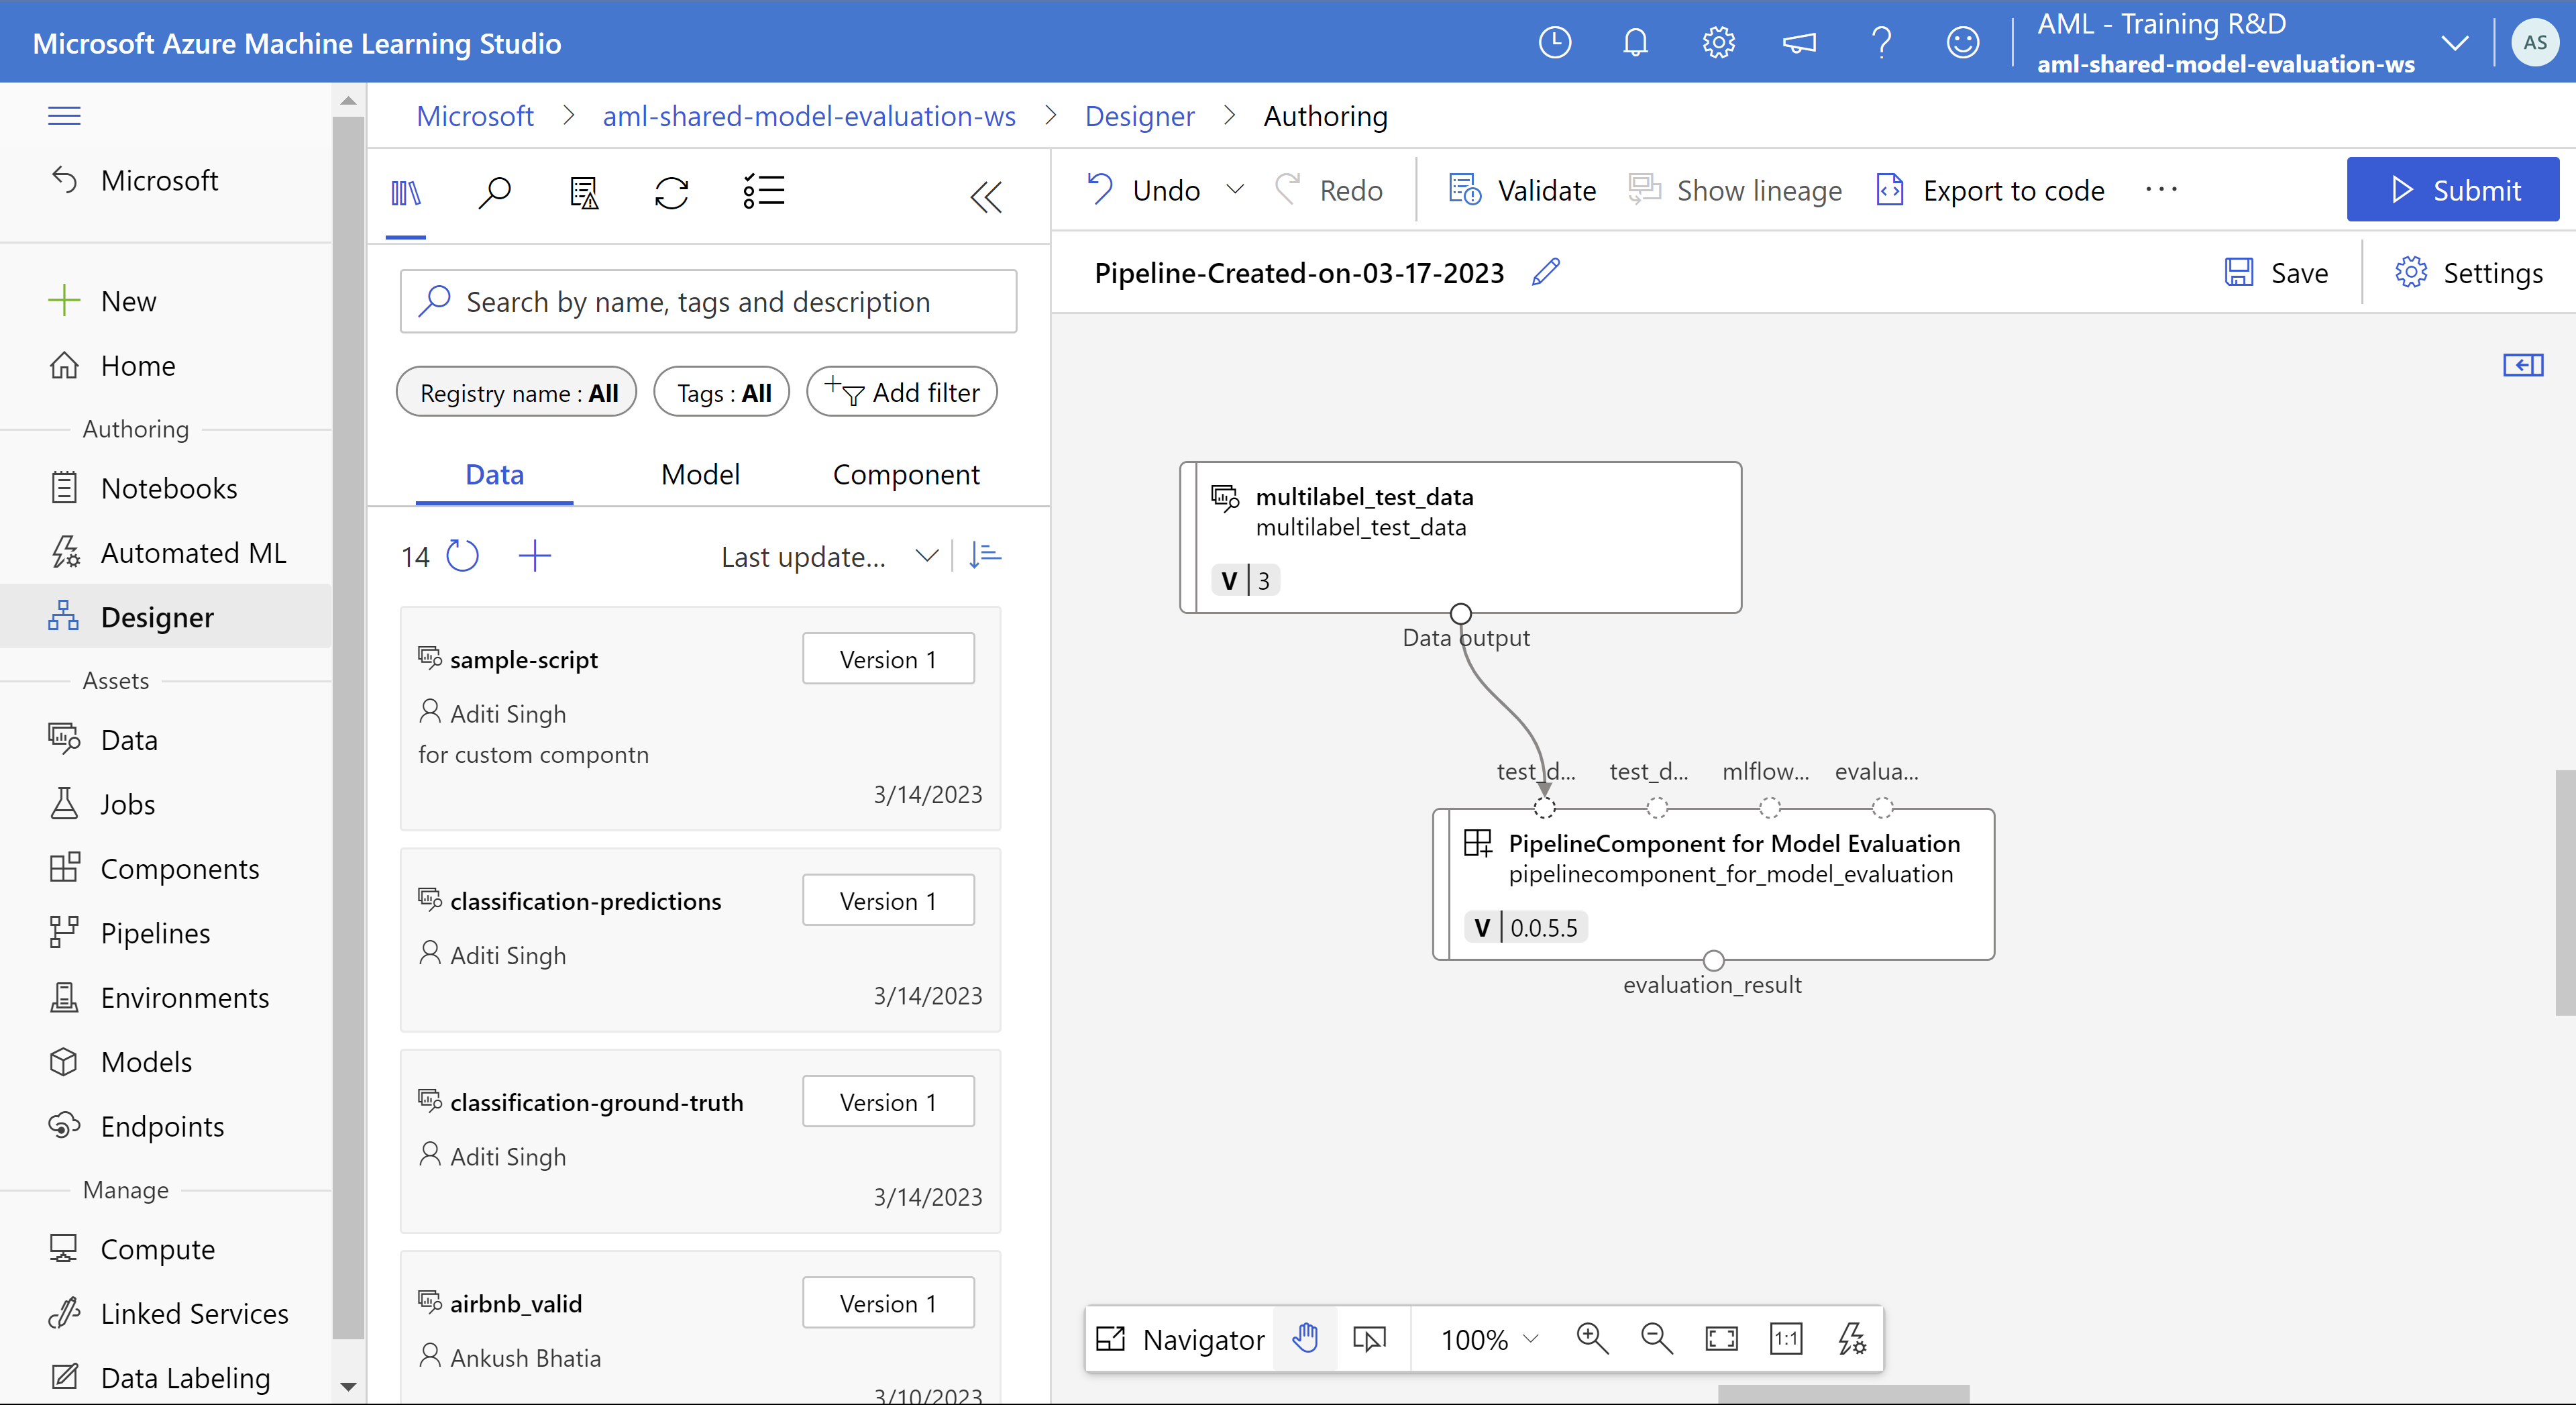 Microsoft Azure Machine Learning Studio
AML - Training R&D
aml-shared-model-evaluation-ws
AS
Microsoft
New
Home
Authoring
Notebooks
Automated ML
Designer
Assets
Data
Jobs
Components
Pipelines
Environments
Models
Endpoints
Manage
Compute
Linked Services
Data Labeling
Microsoft > aml-shared-model-evaluation-ws > Designer > Authoring
Search by name, tags and description
Registry name : All
Tags : All
Add filter
Data Model Component
14
Last update...
sample-script
Version 1
Aditi Singh
for custom compontn
3/14/2023
classification-predictions
Version 1
Aditi Singh
3/14/2023
classification-ground-truth
Version 1
Aditi Singh
3/14/2023
airbnb_valid
Version 1
Ankush Bhatia
3/10/2023
Undo Redo Validate Show lineage Export to code ... Submit
Pipeline-Created-on-03-17-2023
Save Settings
multilabel_test_data
multilabel_test_data
V | 3
Data output
test_d... test_d... mlflow... evalua...
PipelineComponent for Model Evaluation
pipelinecomponent_for_model_evaluation
V | 0.0.5.5
evaluation_result
Navigator 100% 1:1